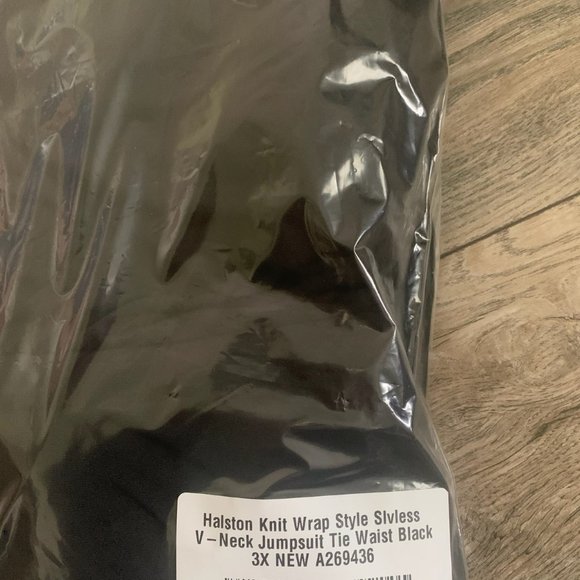 Halston Knit Wrap Style Slvless
V-Neck Jumpsuit Tie Waist Black
3X NEW A269436